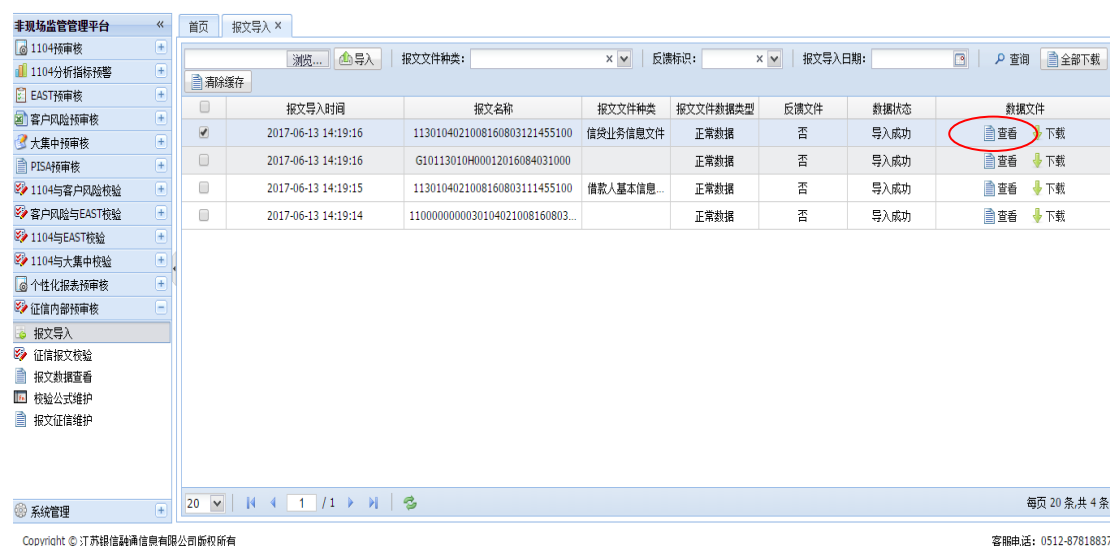 非现场监管管理平台 «
1104预审核
1104分析指标预警
EAST预审核
客户风险预审核
大集中预审核
PISA预审核
1104与客户风险校验
客户风险与EAST校验
1104与EAST校验
1104与大集中校验
个性化报表预审核
征信内部预审核
报文导入
征信报文校验
报文数据查看
校验公式维护
报文征信维护
系统管理
首页 报文导入 ×
浏览... 导入 报文文件种类: 反馈标识: 报文导入日期: 查询 全部下载
清除缓存
报文导入时间 报文名称 报文文件种类 报文文件数据类型 反馈文件 数据状态 数据文件
2017-06-13 14:19:16 1130104021008160803121455100 信贷业务信息文件 正常数据 否 导入成功 查看 下载
2017-06-13 14:19:16 G10113010H00012016084031000 正常数据 否 导入成功 查看 下载
2017-06-13 14:19:15 1130104021008160803111455100 借款人基本信息... 正常数据 否 导入成功 查看 下载
2017-06-13 14:19:14 1100000000030104021008160803... 正常数据 否 导入成功 查看 下载
20 1 /1 每页 20 条,共 4 条
Copyright © 江苏银信融通信息有限公司版权所有 客服电话: 0512-87818837